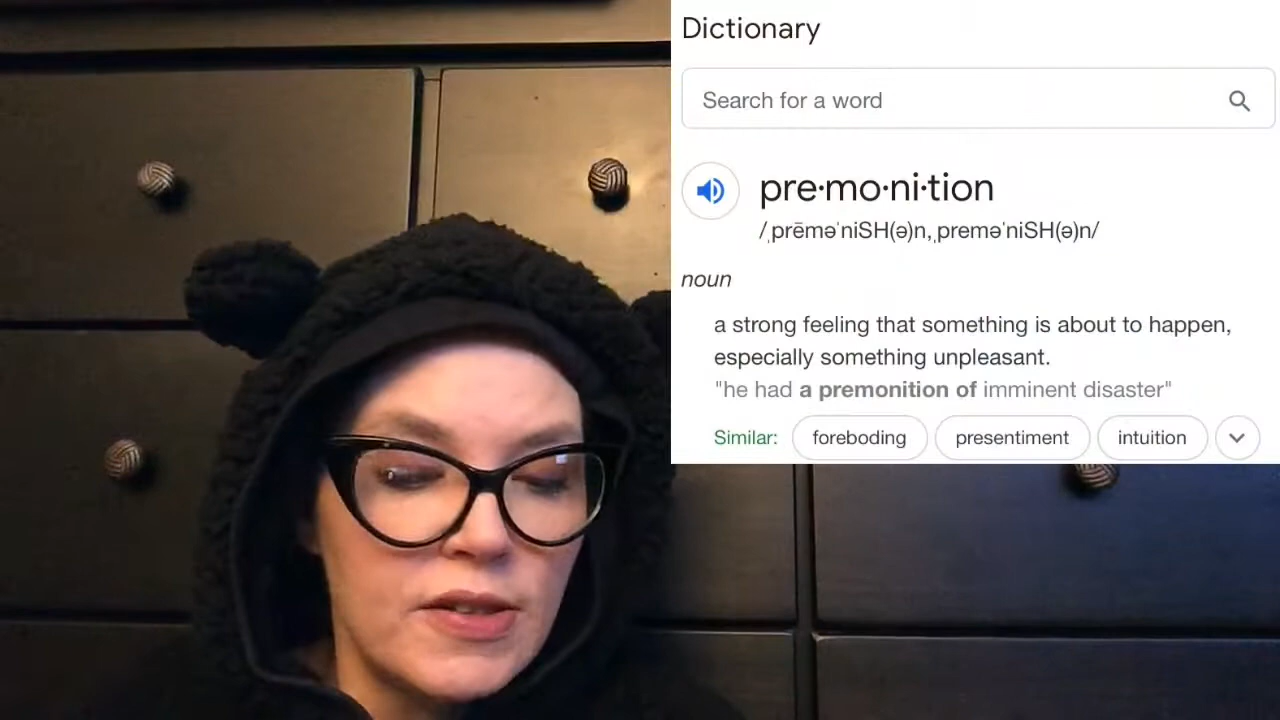 Dictionary
Search for a word
pre·mo·ni·tion
/ˌprēməˈniSH(ə)n,ˌpreməˈniSH(ə)n/
noun
a strong feeling that something is about to happen,
especially something unpleasant.
"he had a premonition of imminent disaster"
Similar: foreboding presentiment intuition